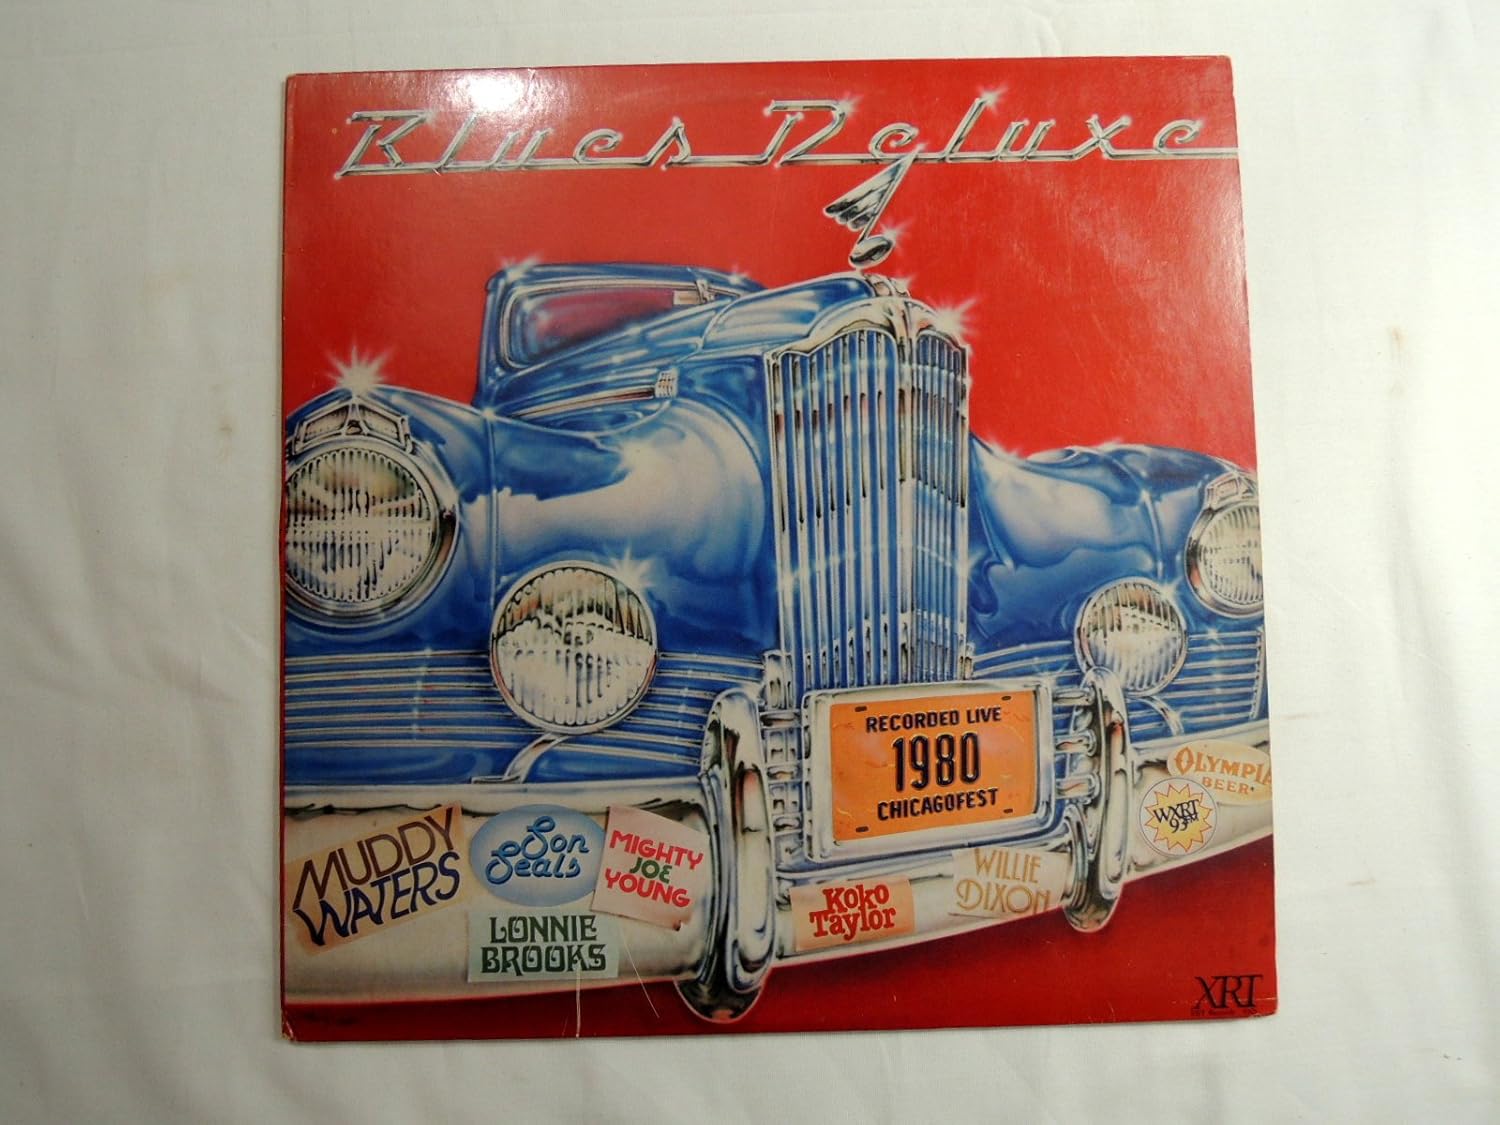 Blues Deluxe
RECORDED LIVE
1980
CHICAGOFEST
OLYMPIA
BEER
WXRT
93FM
MUDDY
WATERS
Son
Seals
MIGHTY
JOE
YOUNG
LONNIE
BROOKS
Koko
Taylor
WILLIE
DIXON
XRT